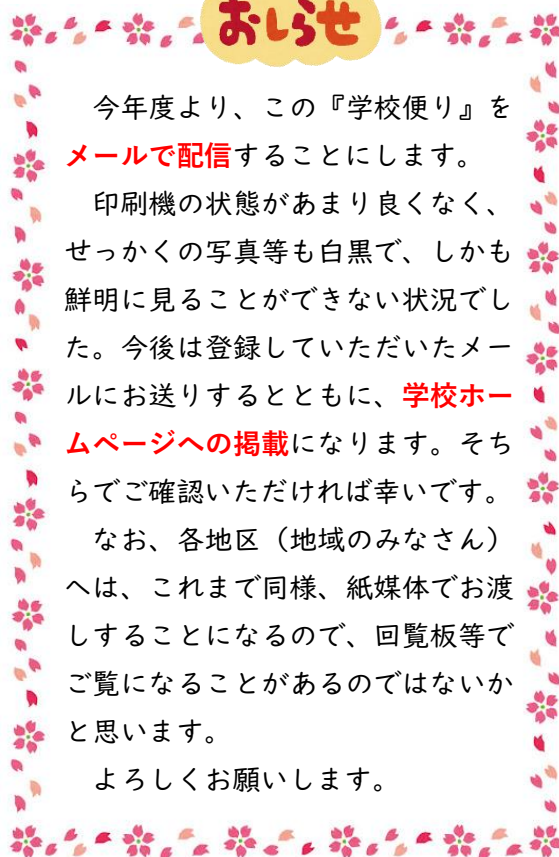 おしらせ
　今年度より、この『学校便り』を
メールで配信することにします。
　印刷機の状態があまり良くなく、
せっかくの写真等も白黒で、しかも
鮮明に見ることができない状況でし
た。今後は登録していただいたメー
ルにお送りするとともに、学校ホー
ムページへの掲載になります。そち
らでご確認いただければ幸いです。
　なお、各地区（地域のみなさん）
へは、これまで同様、紙媒体でお渡
しすることになるので、回覧板等で
ご覧になることがあるのではないか
と思います。
　よろしくお願いします。